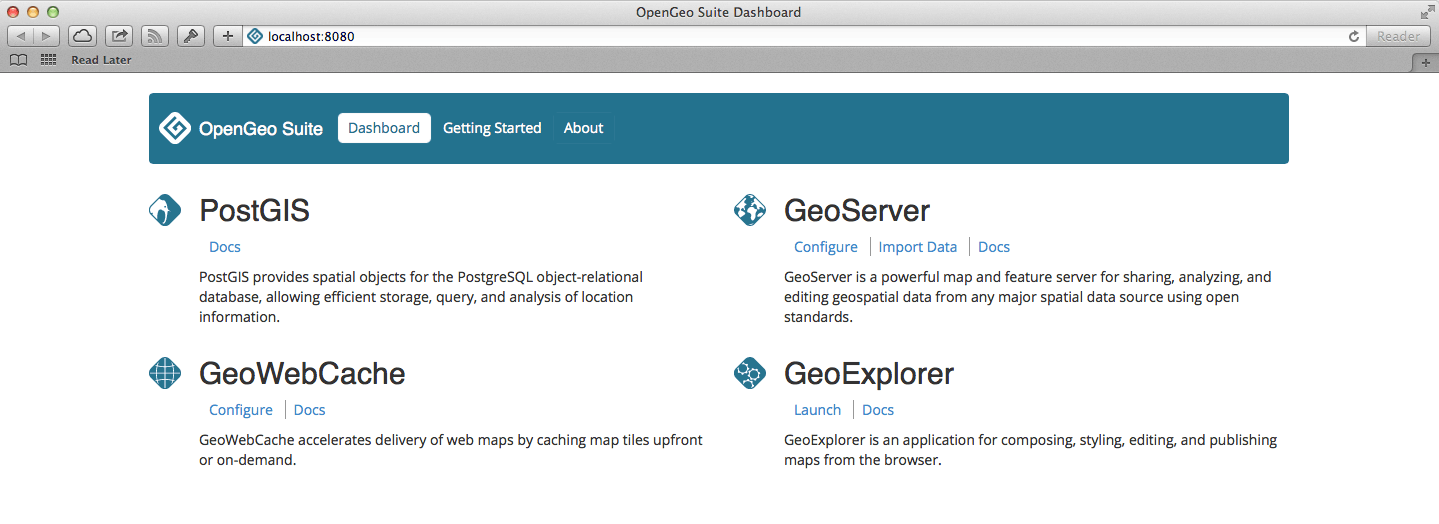 OpenGeo Suite Dashboard
localhost:8080
Reader
Read Later
OpenGeo Suite
Dashboard
Getting Started
About
PostGIS
Docs
PostGIS provides spatial objects for the PostgreSQL object-relational
database, allowing efficient storage, query, and analysis of location
information.
GeoServer
Configure
Import Data
Docs
GeoServer is a powerful map and feature server for sharing, analyzing, and
editing geospatial data from any major spatial data source using open
standards.
GeoWebCache
Configure
Docs
GeoWebCache accelerates delivery of web maps by caching map tiles upfront
or on-demand.
GeoExplorer
Launch
Docs
GeoExplorer is an application for composing, styling, editing, and publishing
maps from the browser.